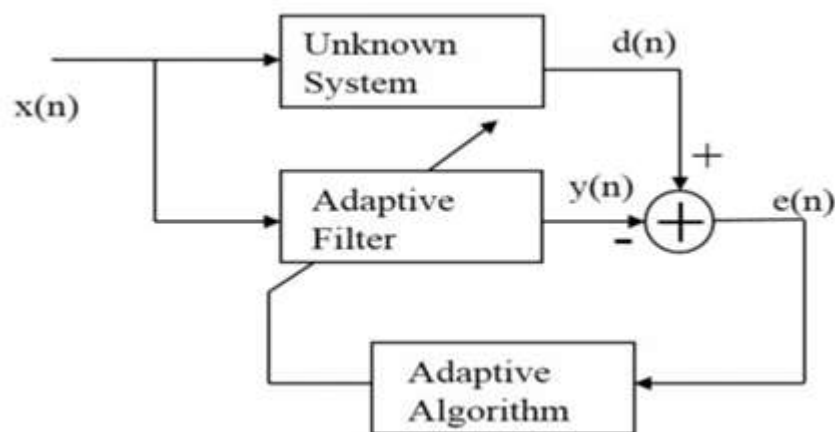 Unknown
System
d(n)
x(n)
+
Adaptive
Filter
y(n)
e(n)
-
+
Adaptive
Algorithm